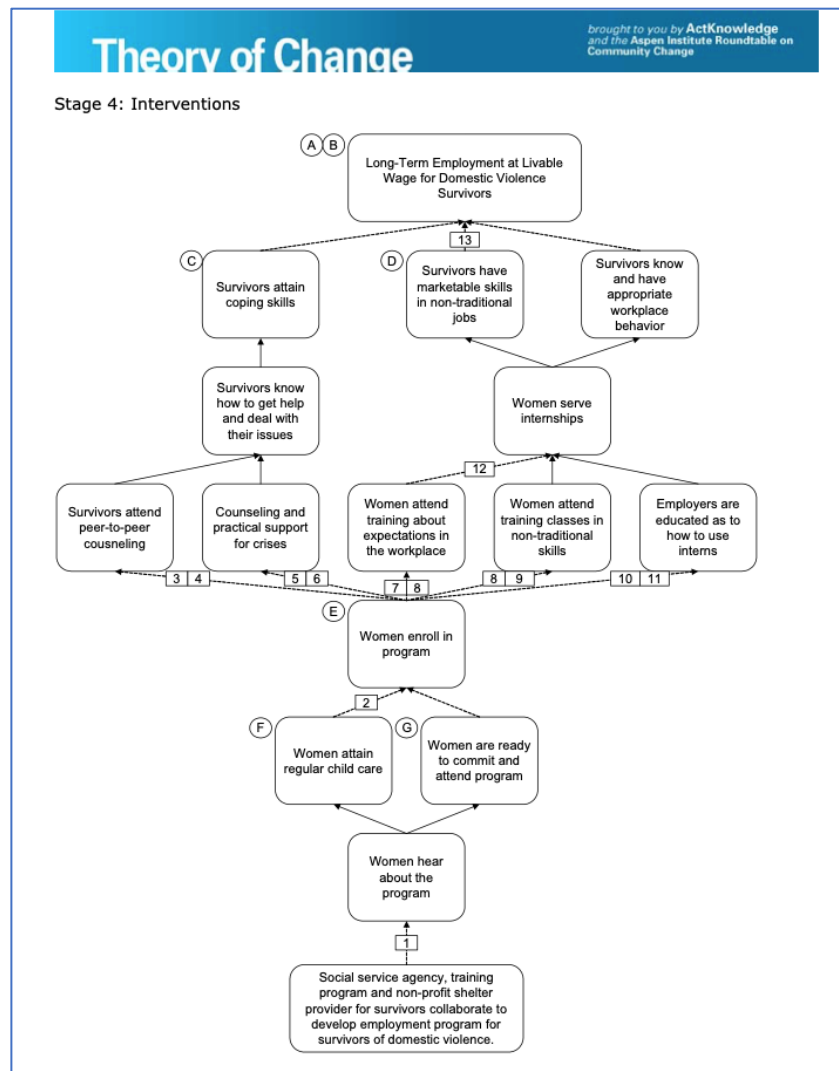 Theory of Change
brought to you by ActKnowledge
and the Aspen Institute Roundtable on
Community Change
Stage 4: Interventions
A B
Long-Term Employment at Livable
Wage for Domestic Violence
Survivors
13
C
Survivors attain
coping skills
D
Survivors have
marketable skills
in non-traditional
jobs
Survivors know
and have
appropriate
workplace
behavior
Survivors know
how to get help
and deal with
their issues
Women serve
internships
12
Survivors attend
peer-to-peer
cousneling
Counseling and
practical support
for crises
Women attend
training about
expectations in
the workplace
Women attend
training classes in
non-traditional
skills
Employers are
educated as to
how to use
interns
3 4
5 6
7 8
8 9
10 11
E
Women enroll in
program
2
F
Women attain
regular child care
G
Women are ready
to commit and
attend program
Women hear
about the
program
1
Social service agency, training
program and non-profit shelter
provider for survivors collaborate to
develop employment program for
survivors of domestic violence.